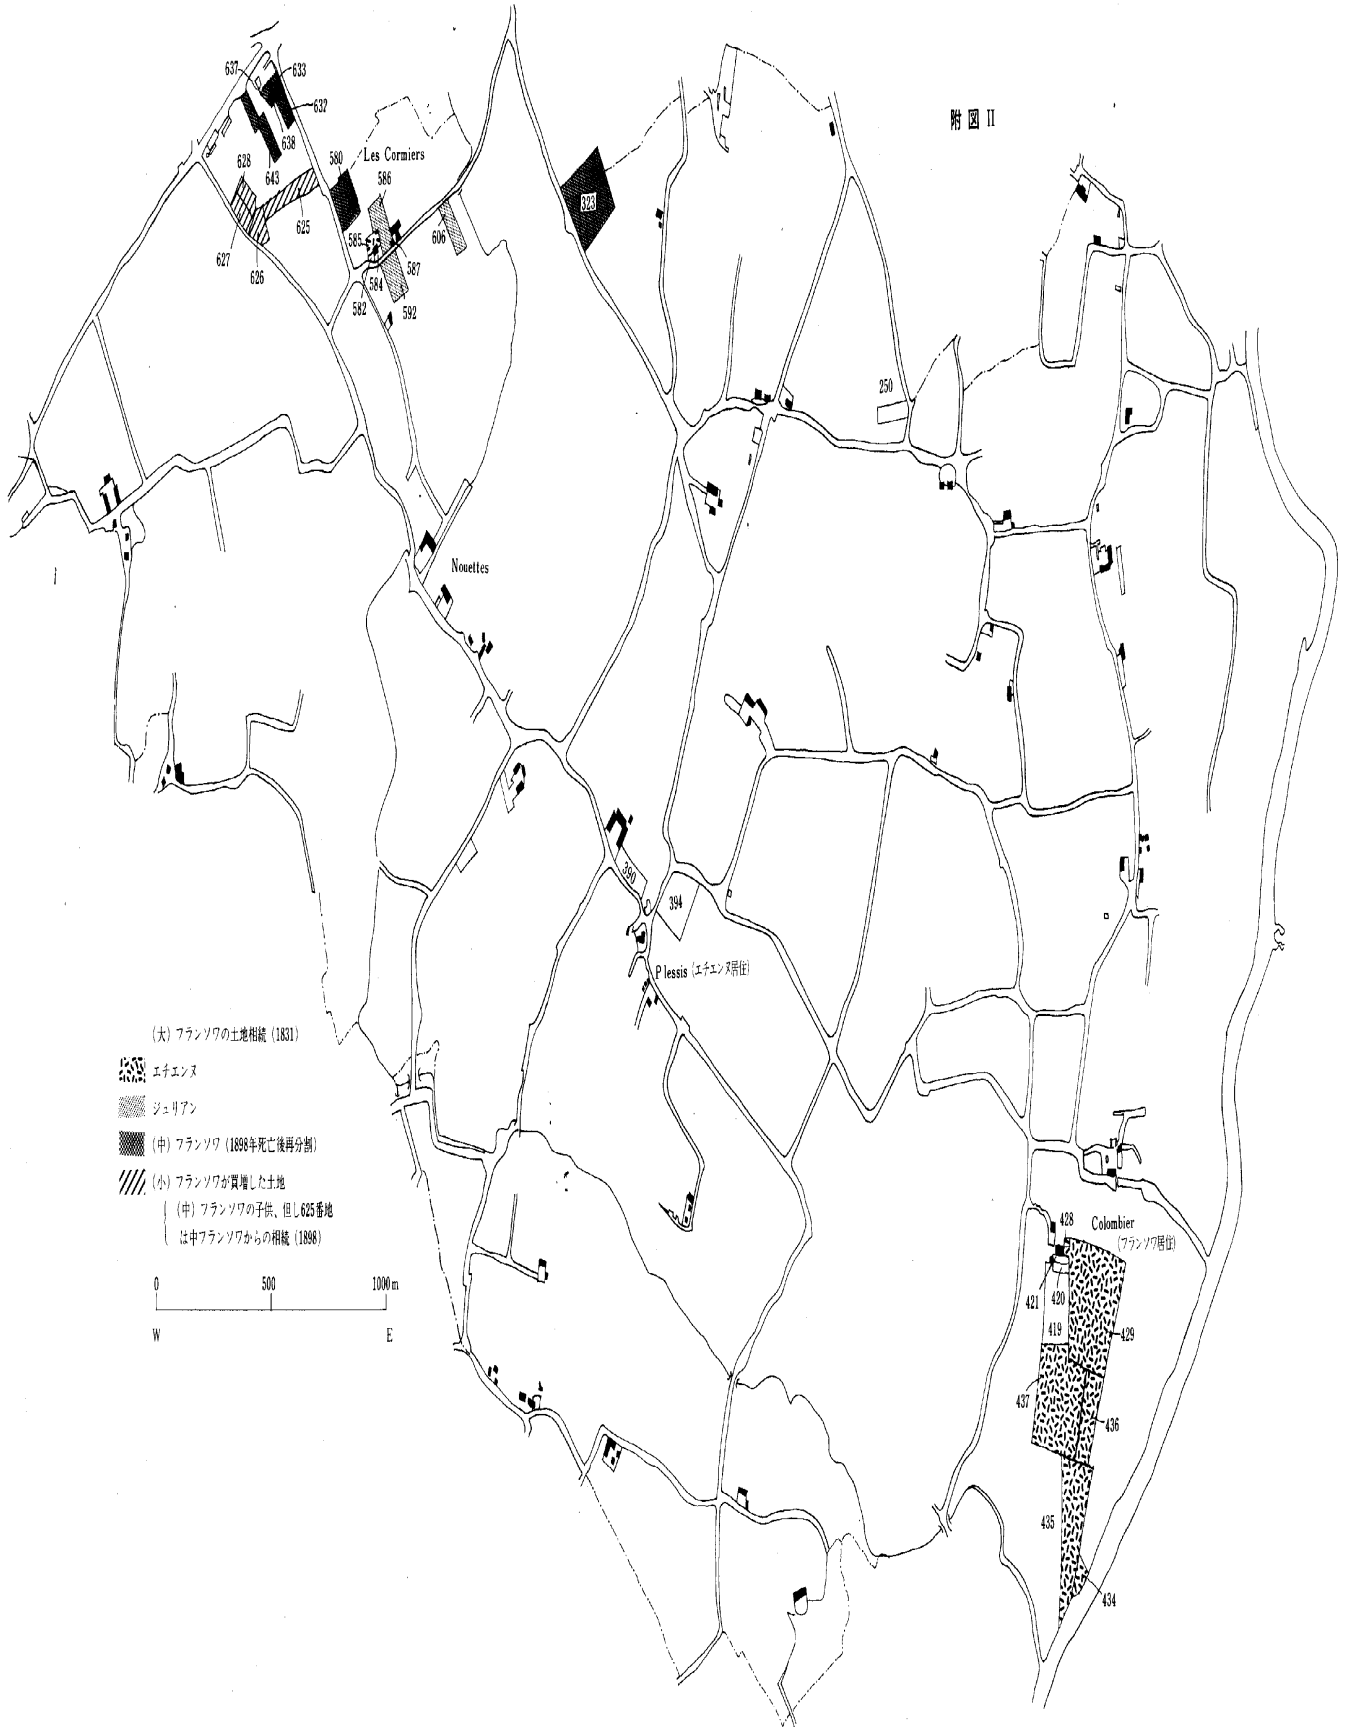 附図 II
637
633
632
638
643
628
627
626
625
580
Les Cormiers
586
585
584
582
587
592
606
323
250
Nouettes
390
394
Plessis (エチエンヌ居住)
(大) フランソワの土地相続 (1831)
エチエンヌ
ジュリアン
(中) フランソワ (1898年死亡後再分割)
(小) フランソワが買増した土地
(中) フランソワの子供、但し625番地
は中フランソワからの相続 (1898)
0 500 1000m
W E
428
Colombier
(フランソワ居住)
421
420
419
429
437
436
435
434